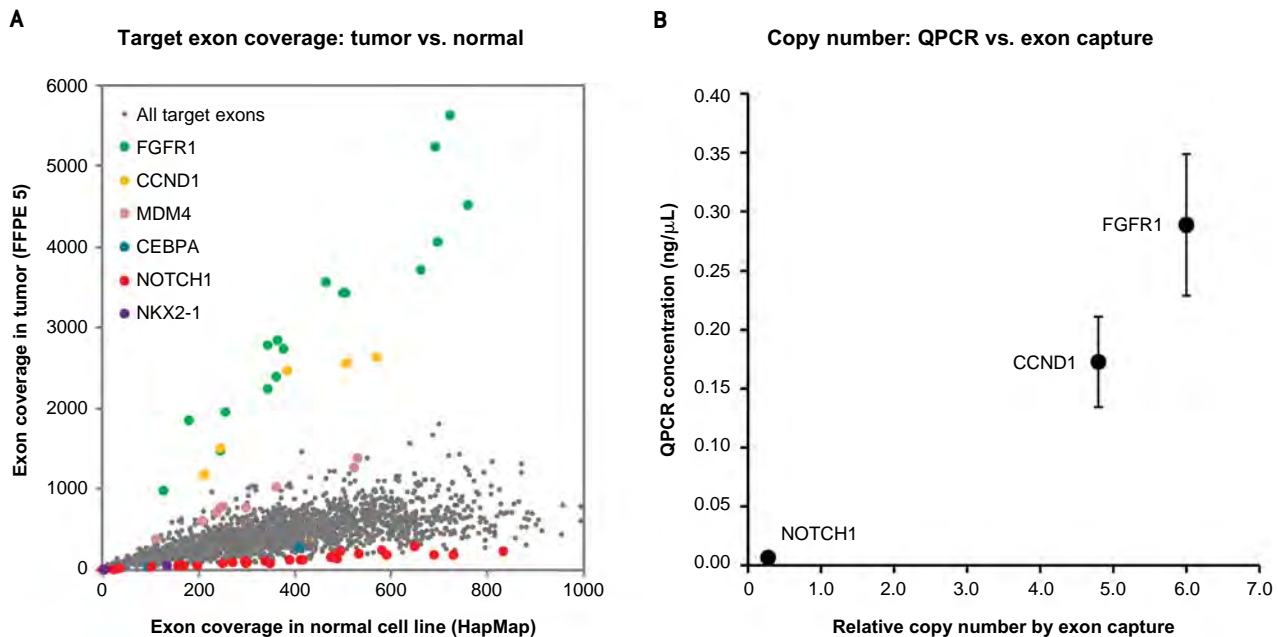 A
Target exon coverage: tumor vs. normal
Exon coverage in tumor (FFPE 5)
6000
5000
4000
3000
2000
1000
0
All target exons
FGFR1
CCND1
MDM4
CEBPA
NOTCH1
NKX2-1
0 200 400 600 800 1000
Exon coverage in normal cell line (HapMap)
B
Copy number: QPCR vs. exon capture
QPCR concentration (ng/µL)
0.40
0.35
0.30
0.25
0.20
0.15
0.10
0.05
0.00
FGFR1
CCND1
NOTCH1
0 1.0 2.0 3.0 4.0 5.0 6.0 7.0
Relative copy number by exon capture